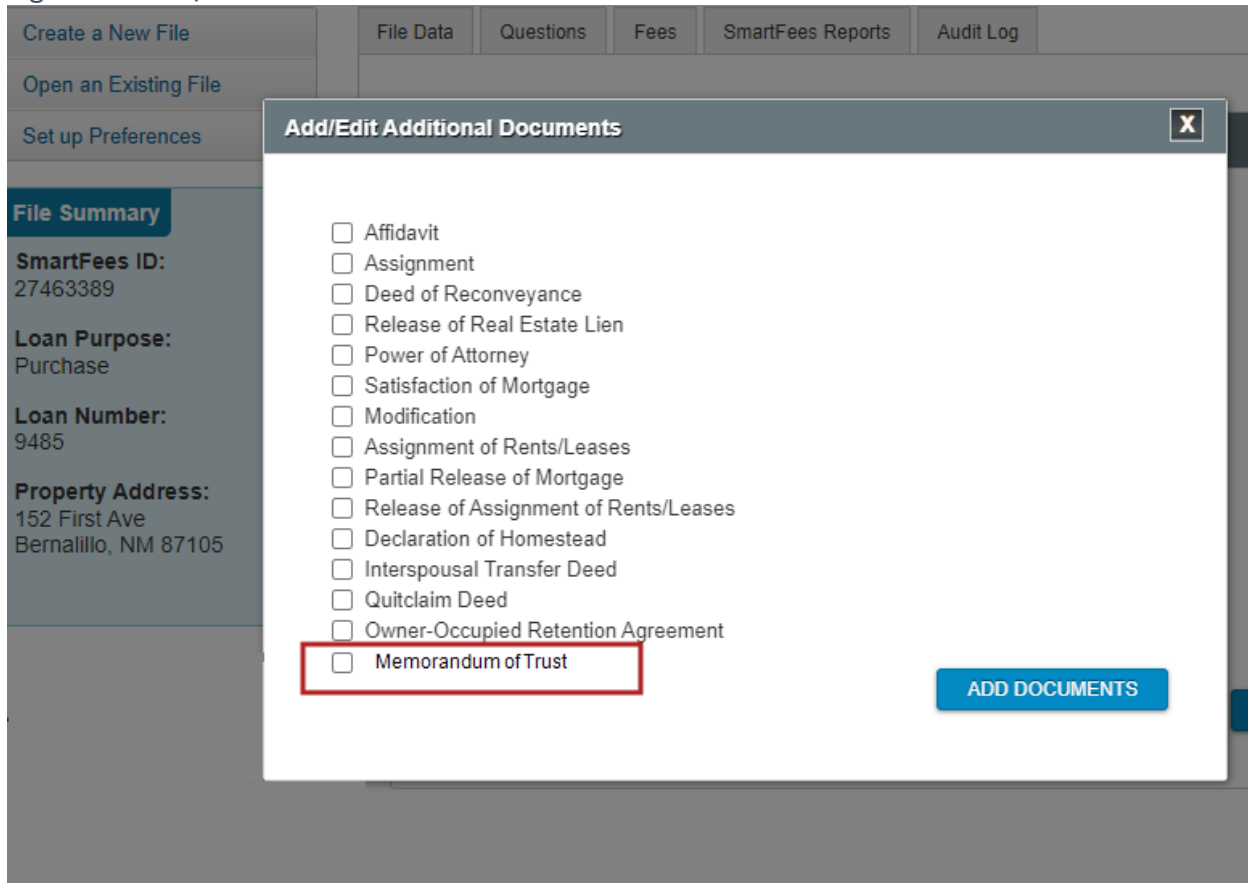 Create a New File
Open an Existing File
Set up Preferences
File Data Questions Fees SmartFees Reports Audit Log
Add/Edit Additional Documents X
File Summary
SmartFees ID:
27463389
Loan Purpose:
Purchase
Loan Number:
9485
Property Address:
152 First Ave
Bernalillo, NM 87105
Affidavit
Assignment
Deed of Reconveyance
Release of Real Estate Lien
Power of Attorney
Satisfaction of Mortgage
Modification
Assignment of Rents/Leases
Partial Release of Mortgage
Release of Assignment of Rents/Leases
Declaration of Homestead
Interspousal Transfer Deed
Quitclaim Deed
Owner-Occupied Retention Agreement
Memorandum of Trust
ADD DOCUMENTS